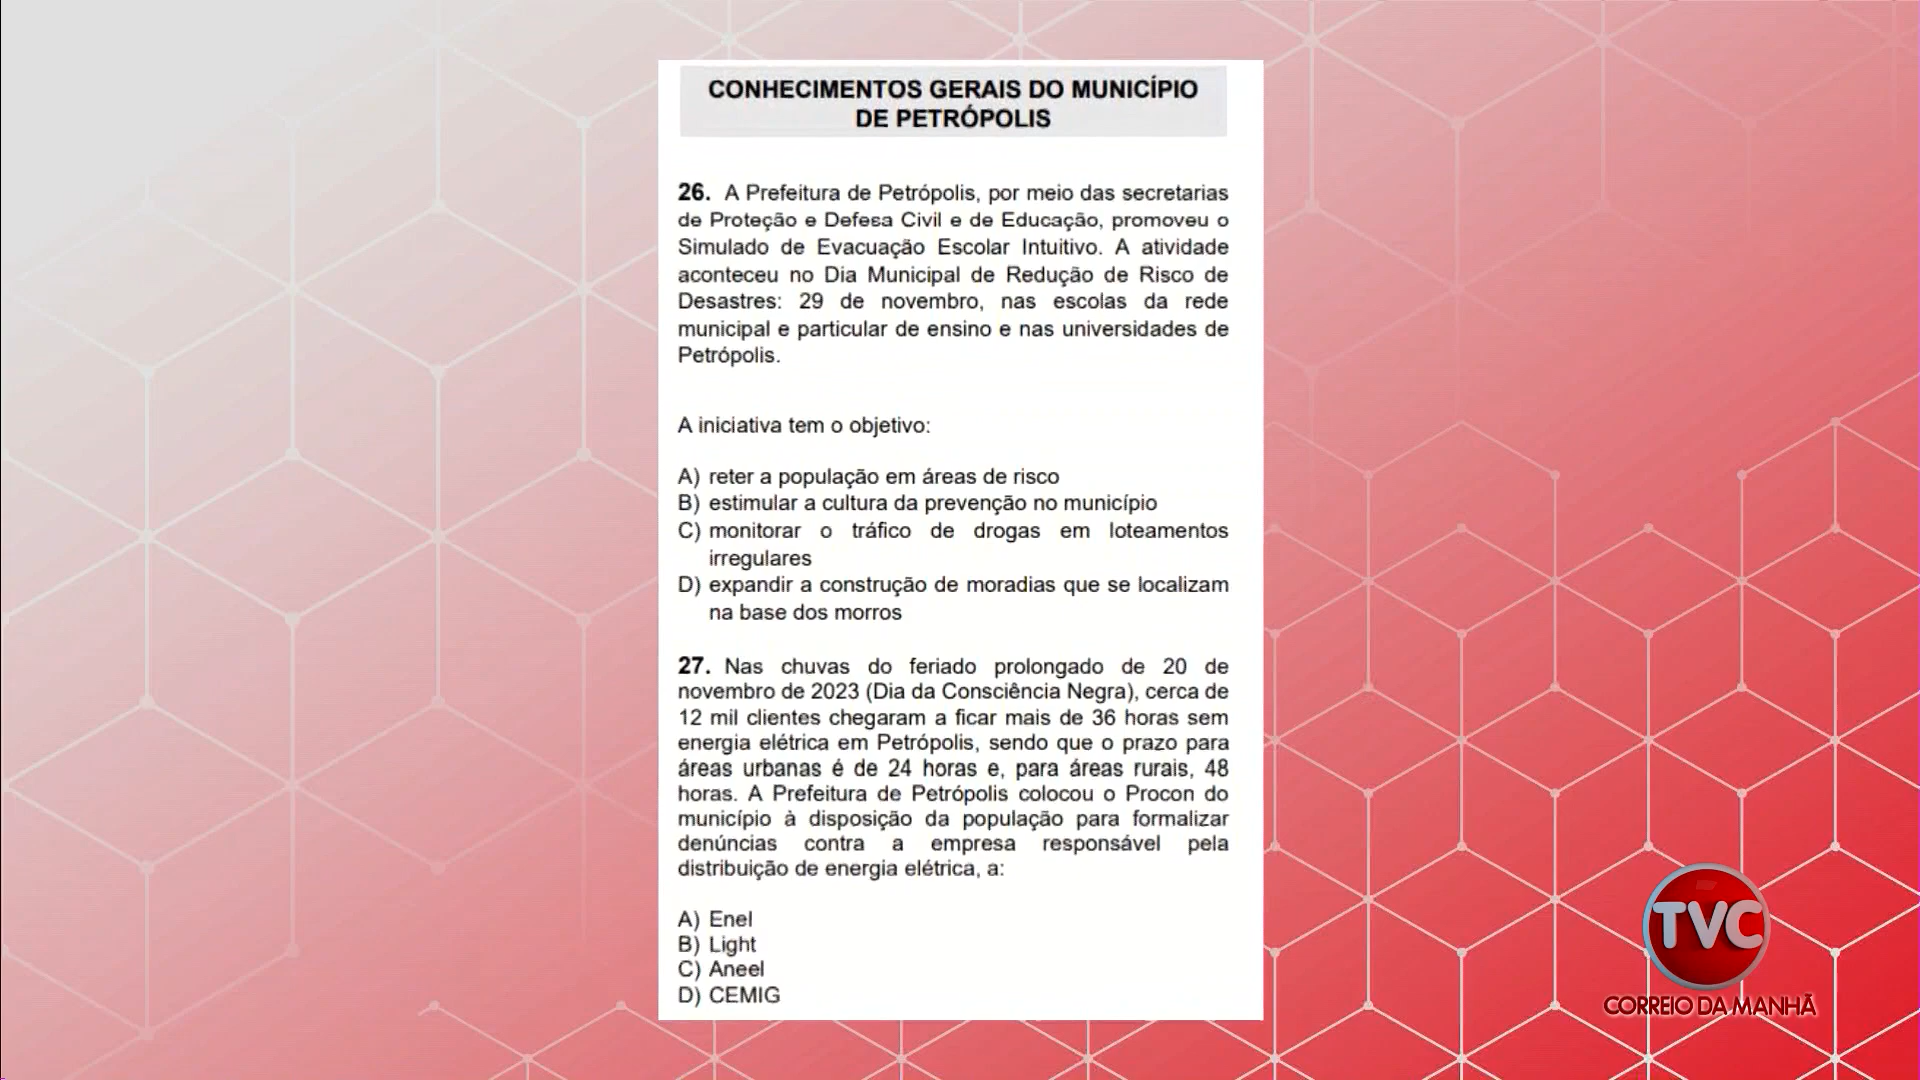 CONHECIMENTOS GERAIS DO MUNICÍPIO
DE PETRÓPOLIS
26. A Prefeitura de Petrópolis, por meio das secretarias
de Proteção e Defesa Civil e de Educação, promoveu o
Simulado de Evacuação Escolar Intuitivo. A atividade
aconteceu no Dia Municipal de Redução de Risco de
Desastres: 29 de novembro, nas escolas da rede
municipal e particular de ensino e nas universidades de
Petrópolis.
A iniciativa tem o objetivo:
A) reter a população em áreas de risco
B) estimular a cultura da prevenção no município
C) monitorar o tráfico de drogas em loteamentos
irregulares
D) expandir a construção de moradias que se localizam
na base dos morros
27. Nas chuvas do feriado prolongado de 20 de
novembro de 2023 (Dia da Consciência Negra), cerca de
12 mil clientes chegaram a ficar mais de 36 horas sem
energia elétrica em Petrópolis, sendo que o prazo para
áreas urbanas é de 24 horas e, para áreas rurais, 48
horas. A Prefeitura de Petrópolis colocou o Procon do
município à disposição da população para formalizar
denúncias contra a empresa responsável pela
distribuição de energia elétrica, a:
A) Enel
B) Light
C) Aneel
D) CEMIG
TVC
CORREIO DA MANHÃ